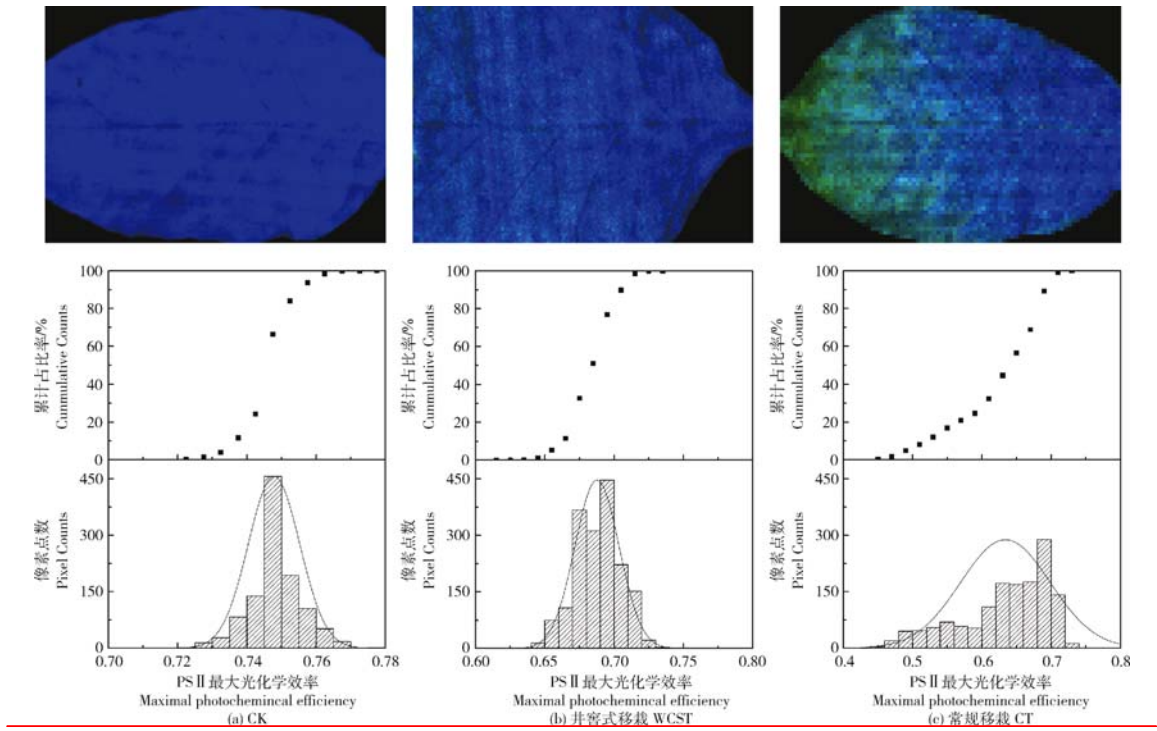 100
80
60
40
20
0
累计占比率/%
Cunmulative Counts
450
300
150
0
像素点数
Pixel Counts
0.70
0.72
0.74
0.76
0.78
PSⅡ最大光化学效率
Maximal photochemincal efficiency
(a) CK
100
80
60
40
20
0
累计占比率/%
Cunmulative Counts
450
300
150
0
像素点数
Pixel Counts
0.60
0.65
0.70
0.75
0.80
PSⅡ最大光化学效率
Maximal photochemincal efficiency
(b) 井窖式移栽 WCST
100
80
60
40
20
0
累计占比率/%
Cunmulative Counts
450
300
150
0
像素点数
Pixel Counts
0.4
0.5
0.6
0.7
0.8
PSⅡ最大光化学效率
Maximal photochemincal efficiency
(c) 常规移栽 CT